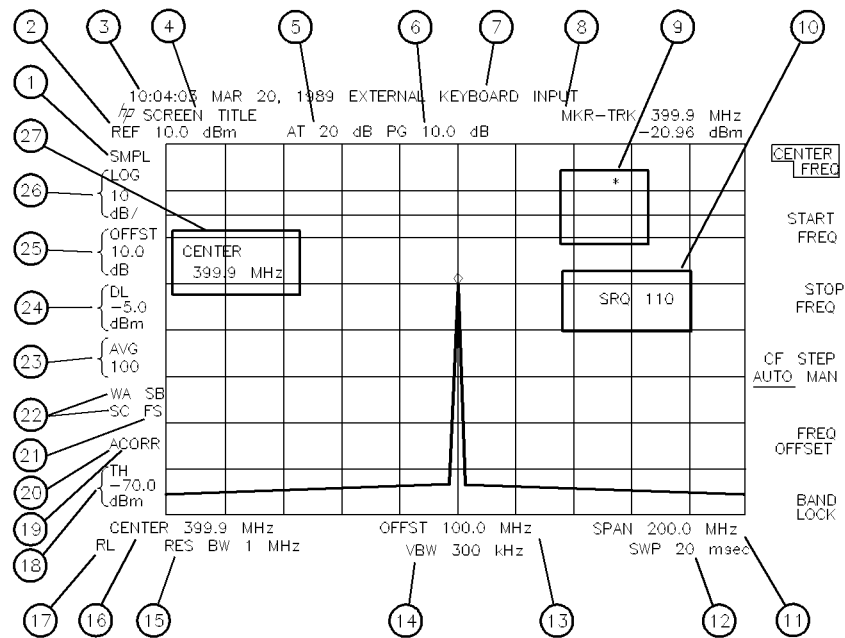 2 3 4 5 6 7 8 9 10
1
10:04:03 MAR 20, 1989 EXTERNAL KEYBOARD INPUT
hp SCREEN TITLE MKR-TRK 399.9 MHz
REF 10.0 dBm AT 20 dB PG 10.0 dB -20.96 dBm
27
SMPL
CENTER
FREQ
26
LOG
10
dB/
*
START
FREQ
25
OFFST
10.0
dB
CENTER
399.9 MHz
24
DL
-5.0
dBm
SRQ 110
STOP
FREQ
23
AVG
100
CF STEP
AUTO MAN
22
WA SB
SC FS
21
20
ACORR
FREQ
OFFSET
19
18
TH
-70.0
dBm
BAND
LOCK
CENTER 399.9 MHz OFFST 100.0 MHz SPAN 200.0 MHz
RL RES BW 1 MHz VBW 300 kHz SWP 20 msec
17 16 15 14 13 12 11